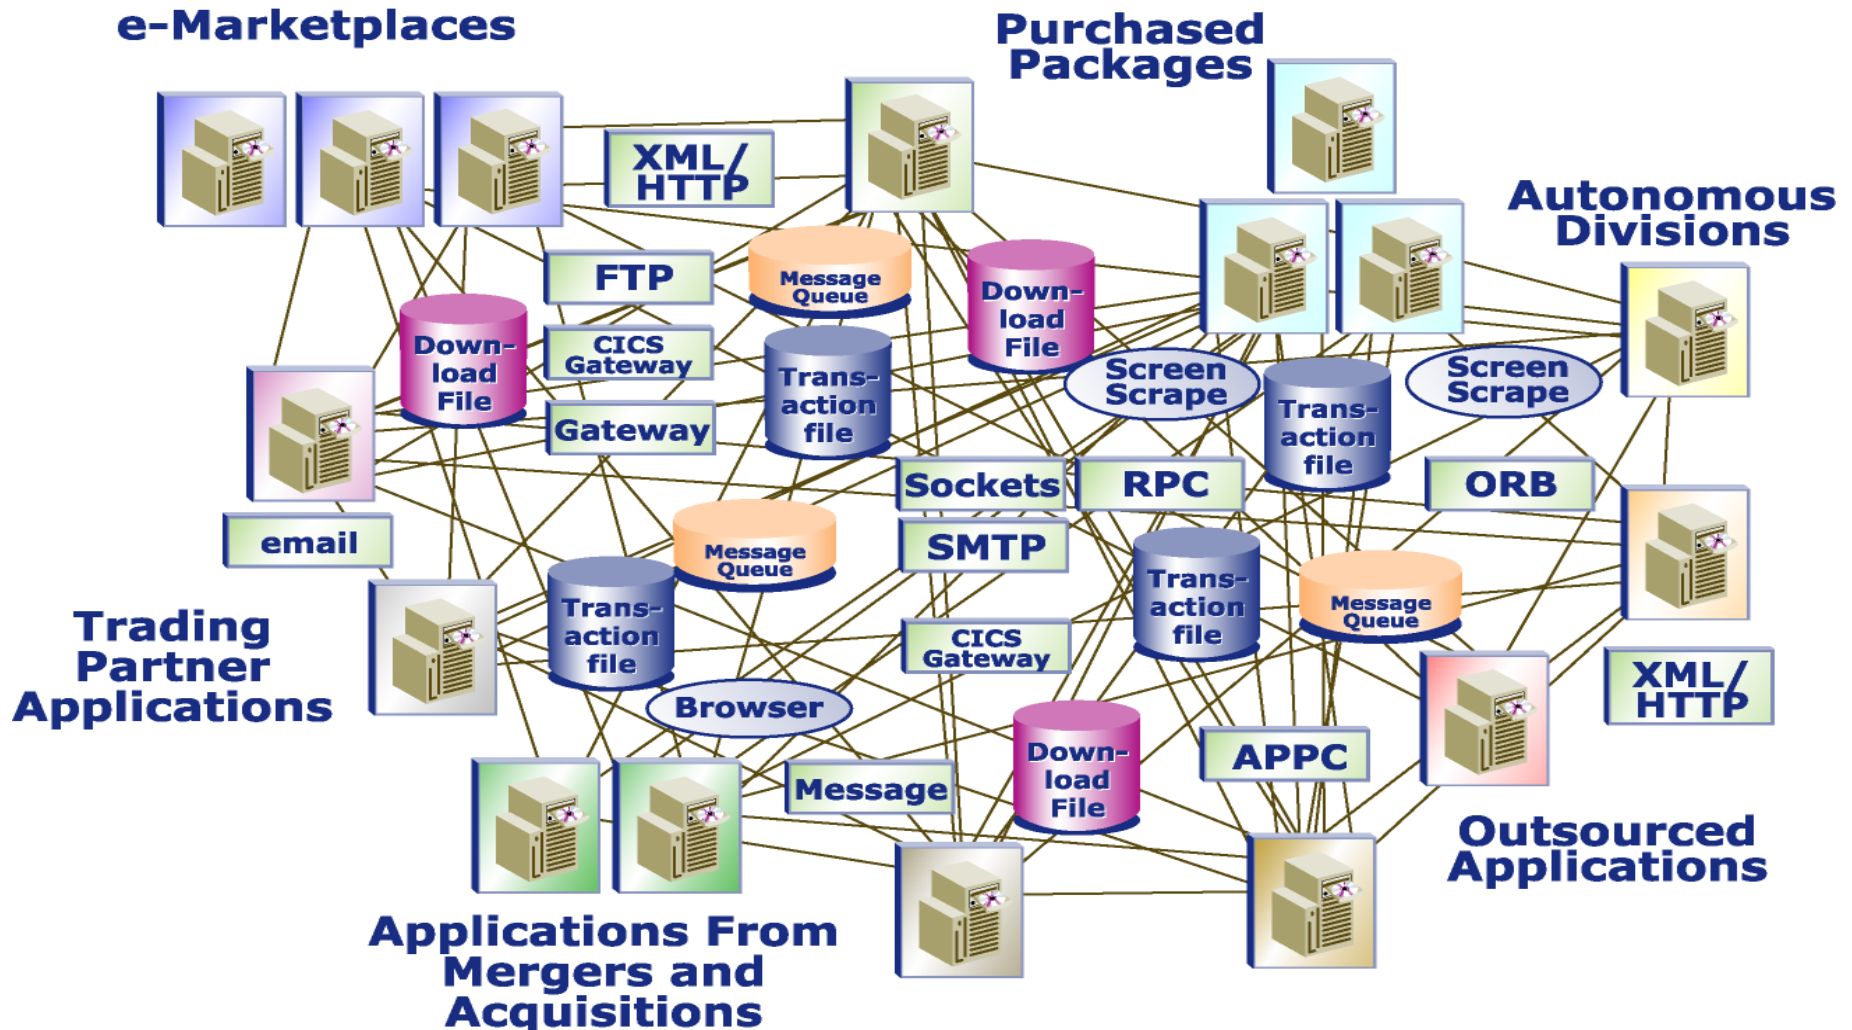 e-Marketplaces
Purchased
Packages
XML/
HTTP
Autonomous
Divisions
FTP
Message
Queue
Down-
load
File
Down-
load
File
CICS
Gateway
Trans-
action
file
Screen
Scrape
Screen
Scrape
Trans-
action
file
Gateway
Sockets
RPC
ORB
email
Message
Queue
SMTP
Trans-
action
file
Trans-
action
file
Message
Queue
Trading
Partner
Applications
CICS
Gateway
XML/
HTTP
Browser
Down-
load
File
APPC
Message
Outsourced
Applications
Applications From
Mergers and
Acquisitions